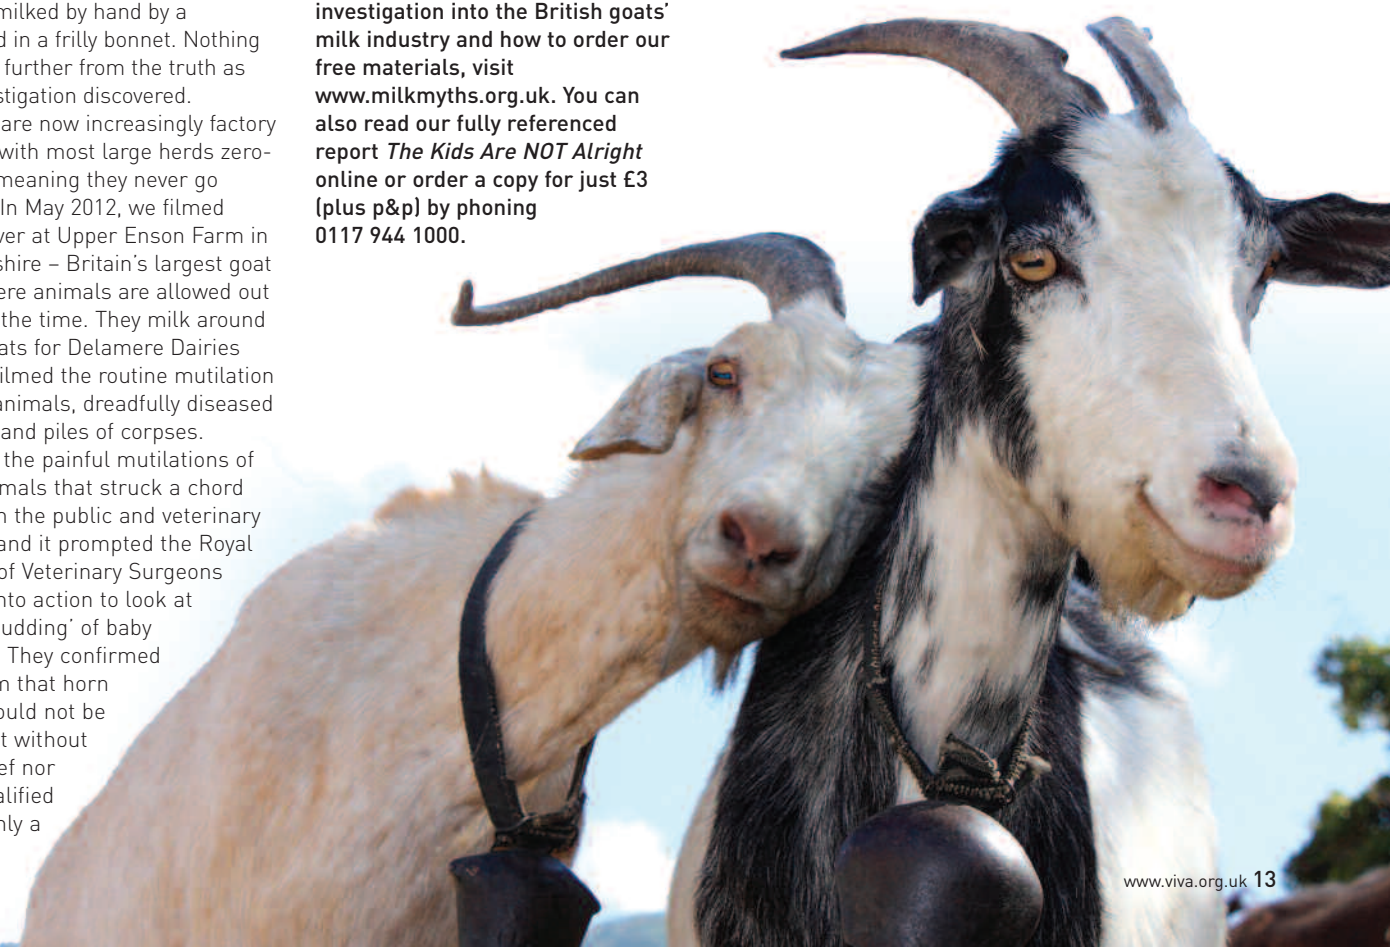 milked by hand by a
d in a frilly bonnet. Nothing
further from the truth as
stigation discovered.
are now increasingly factory
with most large herds zero-
meaning they never go
In May 2012, we filmed
ver at Upper Enson Farm in
shire – Britain’s largest goat
ere animals are allowed out
the time. They milk around
ats for Delamere Dairies
ilmed the routine mutilation
animals, dreadfully diseased
and piles of corpses.
the painful mutilations of
mals that struck a chord
n the public and veterinary
and it prompted the Royal
of Veterinary Surgeons
nto action to look at
udding’ of baby
They confirmed
m that horn
ould not be
t without
ef nor
alified
nly a
investigation into the British goats’
milk industry and how to order our
free materials, visit
www.milkmyths.org.uk. You can
also read our fully referenced
report The Kids Are NOT Alright
online or order a copy for just £3
(plus p&p) by phoning
0117 944 1000.
www.viva.org.uk 13